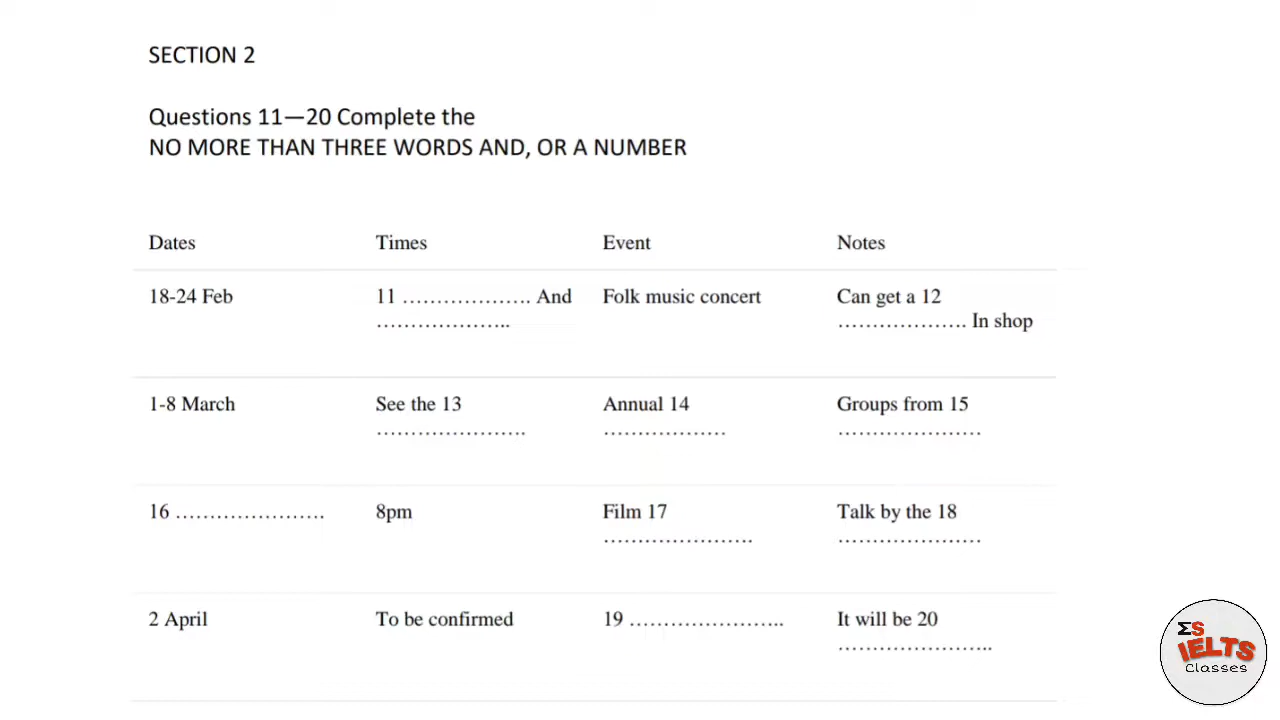 SECTION 2
Questions 11—20 Complete the
NO MORE THAN THREE WORDS AND, OR A NUMBER
Dates Times Event Notes
18-24 Feb 11 ………………. And Folk music concert Can get a 12
……………….. ………………. In shop
1-8 March See the 13 Annual 14 Groups from 15
…………………. ……………… …………………
16 …………………. 8pm Film 17 Talk by the 18
…………………. …………………
2 April To be confirmed 19 ………………….. It will be 20
…………………..
ΣS
IELTS
Classes